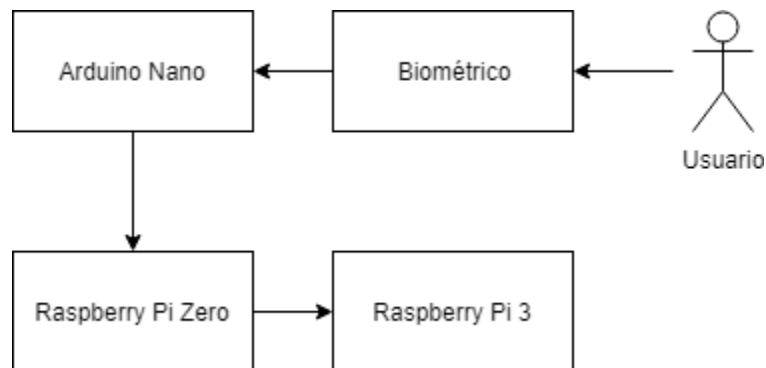 Arduino Nano
Biométrico
Usuario
Raspberry Pi Zero
Raspberry Pi 3